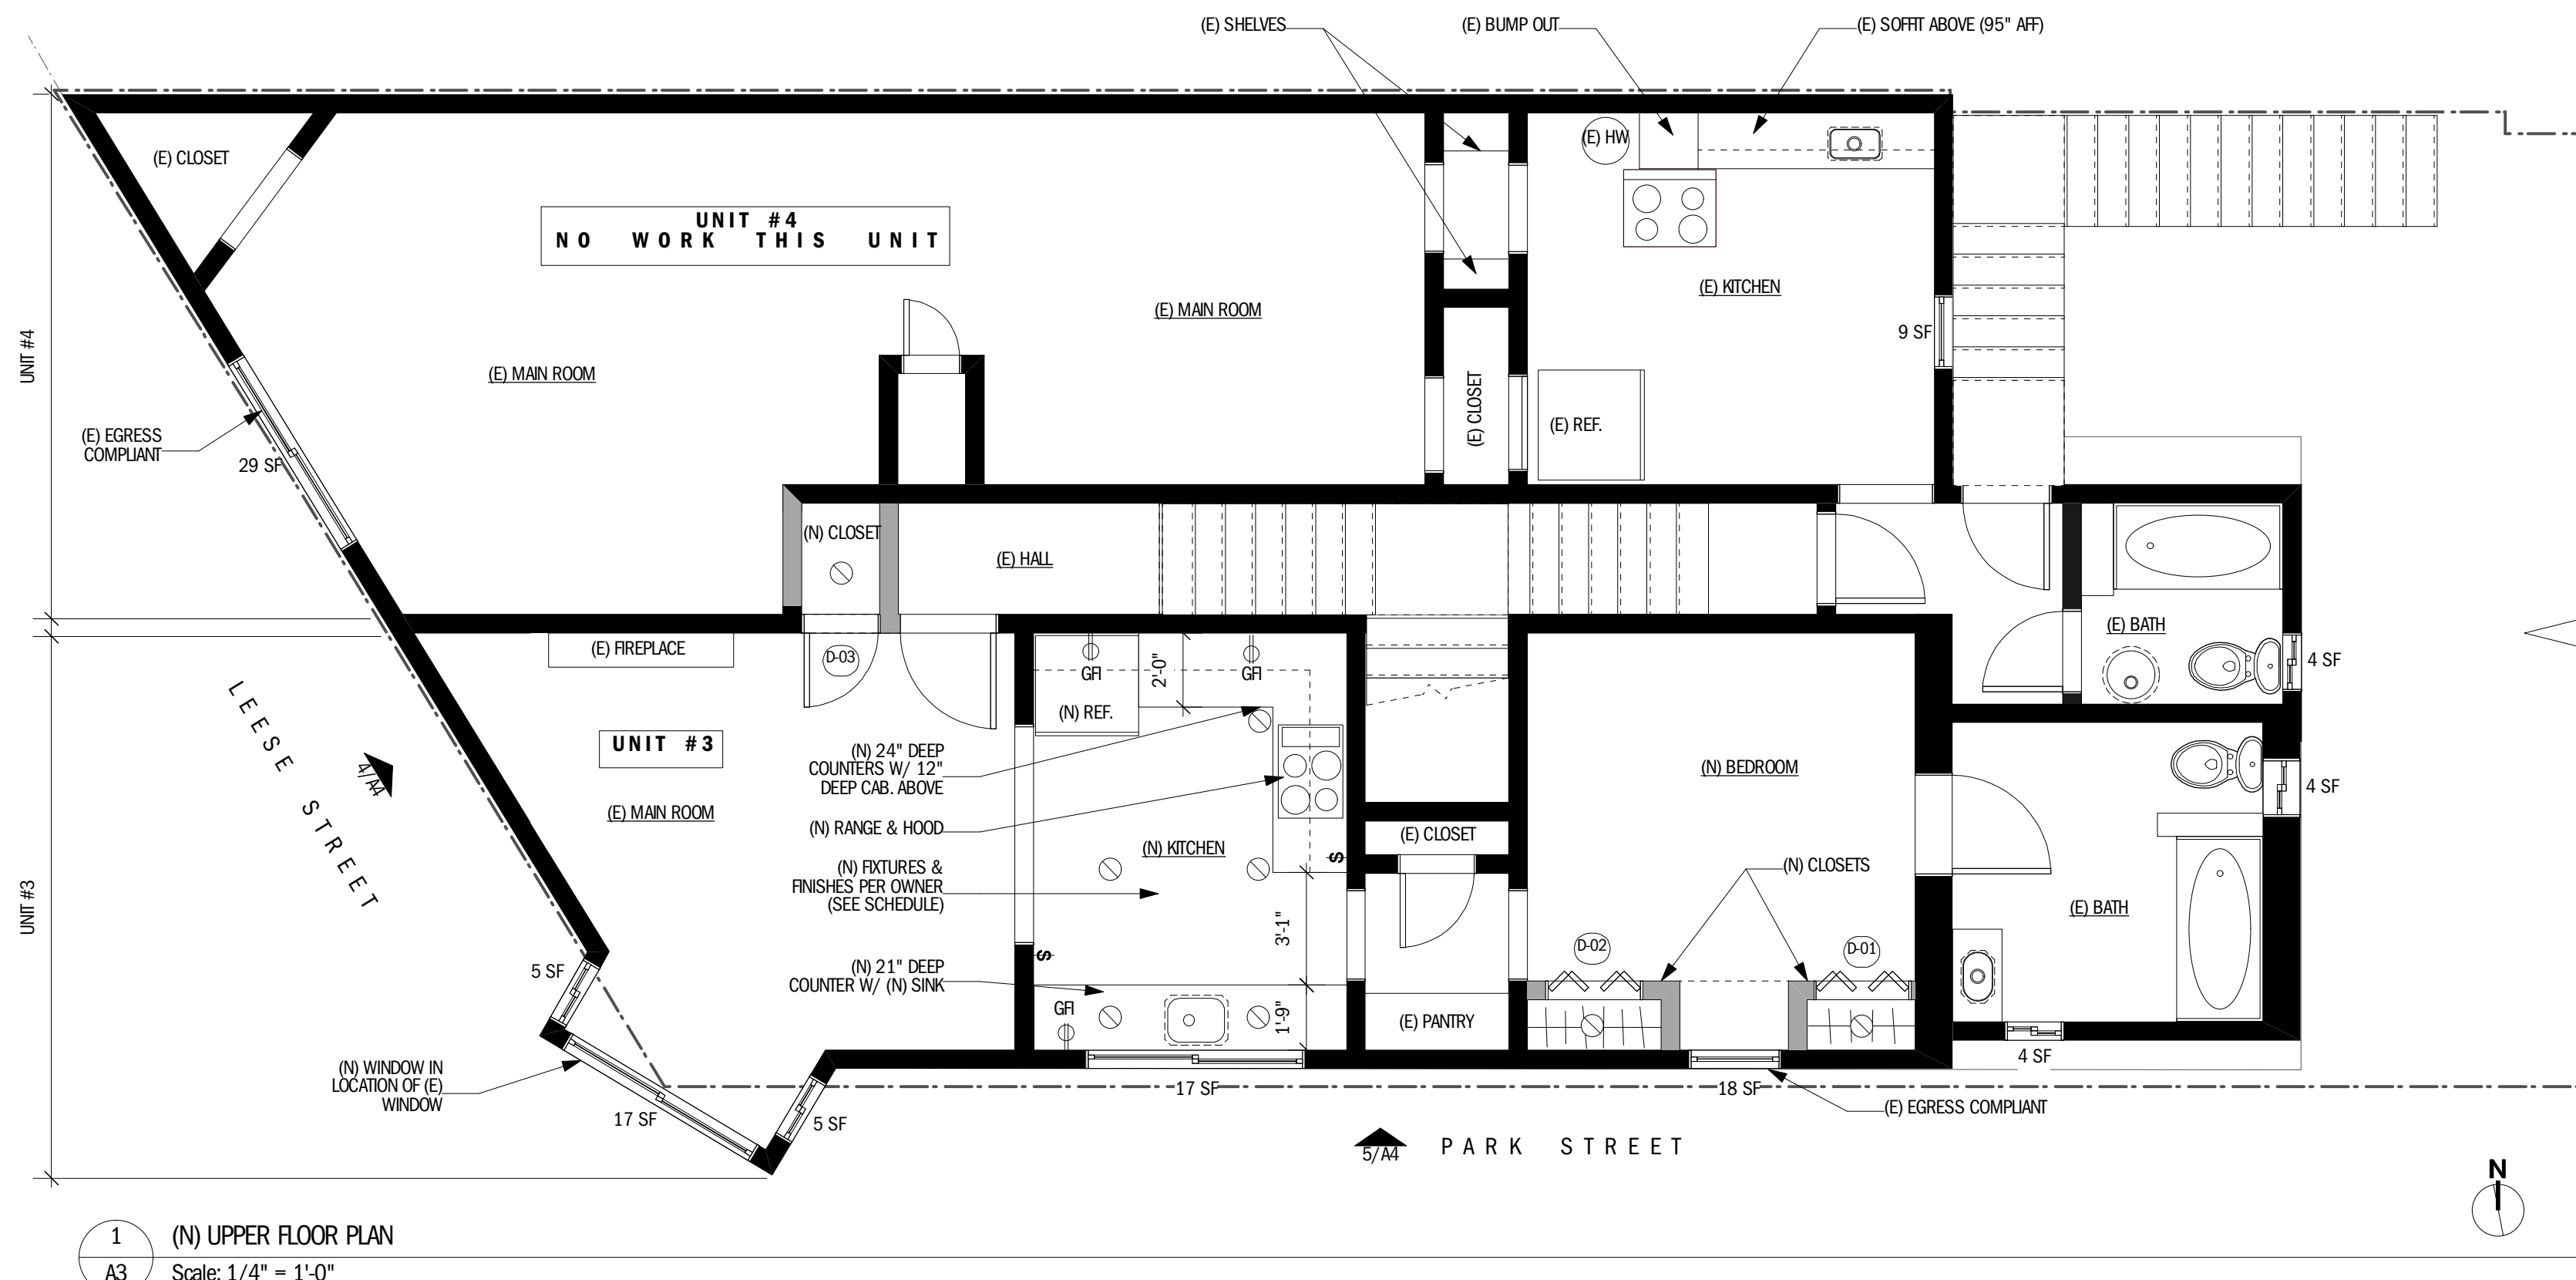 (E) SHELVES
(E) BUMP OUT
(E) SOFFIT ABOVE (95" AFF)
(E) CLOSET
(E) HW
UNIT #4
NO WORK THIS UNIT
(E) KITCHEN
(E) MAIN ROOM
9 SF
UNIT #4
(E) MAIN ROOM
(E) CLOSET
(E) REF.
(E) EGRESS
COMPLIANT
29 SF
(N) CLOSET
(E) HALL
(E) FIREPLACE
D-03
GFI
GFI
2'-0"
(E) BATH
4 SF
(N) REF.
LEESE STREET
4/A4
UNIT #3
(N) 24" DEEP
COUNTERS W/ 12"
DEEP CAB. ABOVE
(N) BEDROOM
4 SF
(E) MAIN ROOM
(N) RANGE & HOOD
(E) CLOSET
(N) KITCHEN
S
(N) CLOSETS
(N) FIXTURES &
FINISHES PER OWNER
(SEE SCHEDULE)
UNIT #3
3'-1"
(E) BATH
D-02
D-01
S
5 SF
(N) 21" DEEP
COUNTER W/ (N) SINK
GFI
1'-9"
(E) PANTRY
4 SF
(N) WINDOW IN
LOCATION OF (E)
WINDOW
17 SF
5 SF
17 SF
18 SF
(E) EGRESS COMPLIANT
5/A4
PARK STREET
N
1
A3
(N) UPPER FLOOR PLAN
Scale: 1/4" = 1'-0"